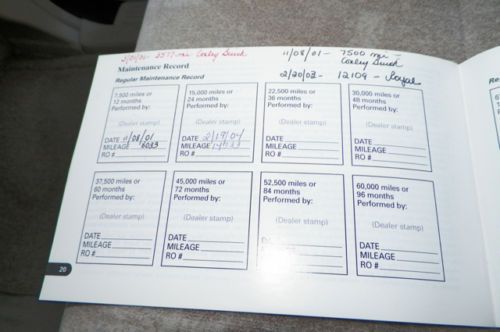 11/08/01 - 7500 mi -
Maintenance Record
Regular Maintenance Record
2/20/03 - 12109 -
7,500 miles or
12 months
Performed by:
(Dealer stamp)
DATE 11/08/01
MILEAGE
RO #
15,000 miles or
24 months
Performed by:
(Dealer stamp)
DATE 2/19/04
MILEAGE
RO #
22,500 miles or
36 months
Performed by:
(Dealer stamp)
DATE
MILEAGE
RO #
30,000 miles or
48 months
Performed by:
(Dealer stamp)
DATE
MILEAGE
RO #
37,500 miles or
60 months
Performed by:
(Dealer stamp)
DATE
MILEAGE
RO #
45,000 miles or
72 months
Performed by:
(Dealer stamp)
DATE
MILEAGE
RO #
52,500 miles or
84 months
Performed by:
(Dealer stamp)
DATE
MILEAGE
RO #
60,000 miles or
96 months
Performed by:
(Dealer stamp)
DATE
MILEAGE
RO #
20
Re